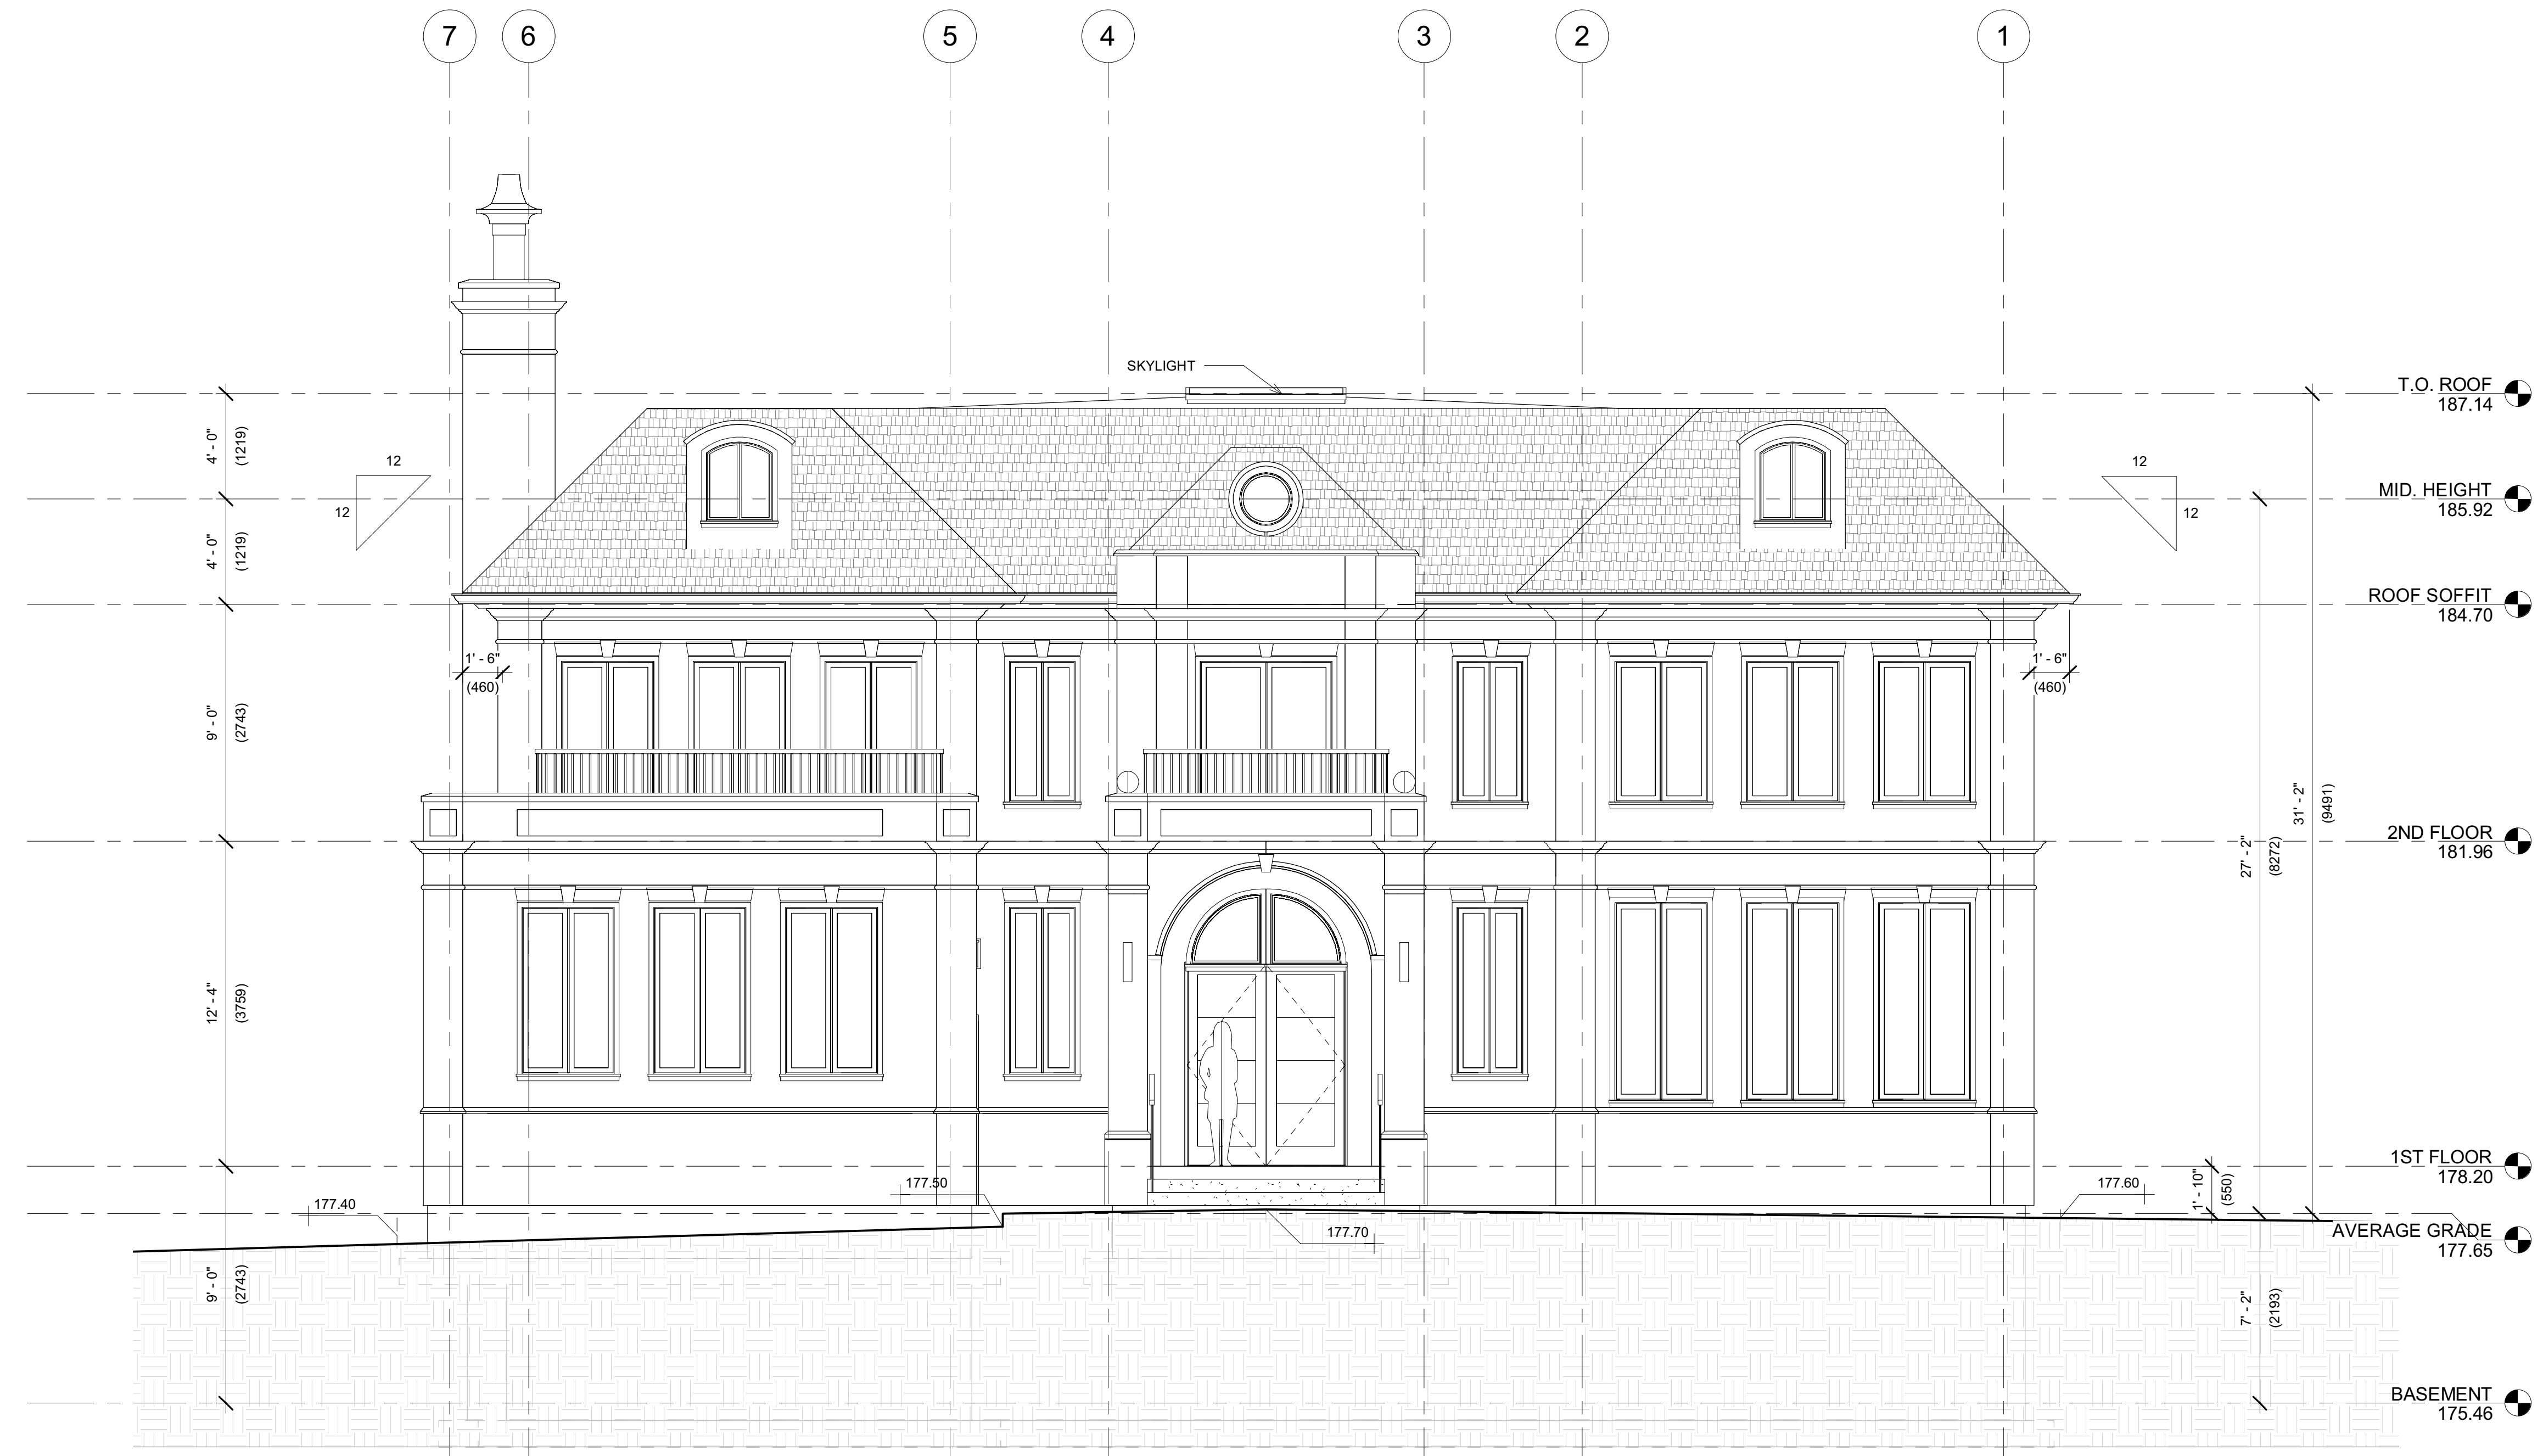 7
6
5
4
3
2
1
SKYLIGHT
T.O. ROOF
187.14
4' - 0"
(1219)
12
12
12
12
MID. HEIGHT
185.92
4' - 0"
(1219)
ROOF SOFFIT
184.70
1' - 6"
(460)
1' - 6"
(460)
9' - 0"
(2743)
31' - 2"
(9491)
27' - 2"
(8272)
2ND FLOOR
181.96
12' - 4"
(3759)
1ST FLOOR
178.20
1' - 10"
(550)
177.40
177.50
177.70
177.60
AVERAGE GRADE
177.65
9' - 0"
(2743)
7' - 2"
(2193)
BASEMENT
175.46